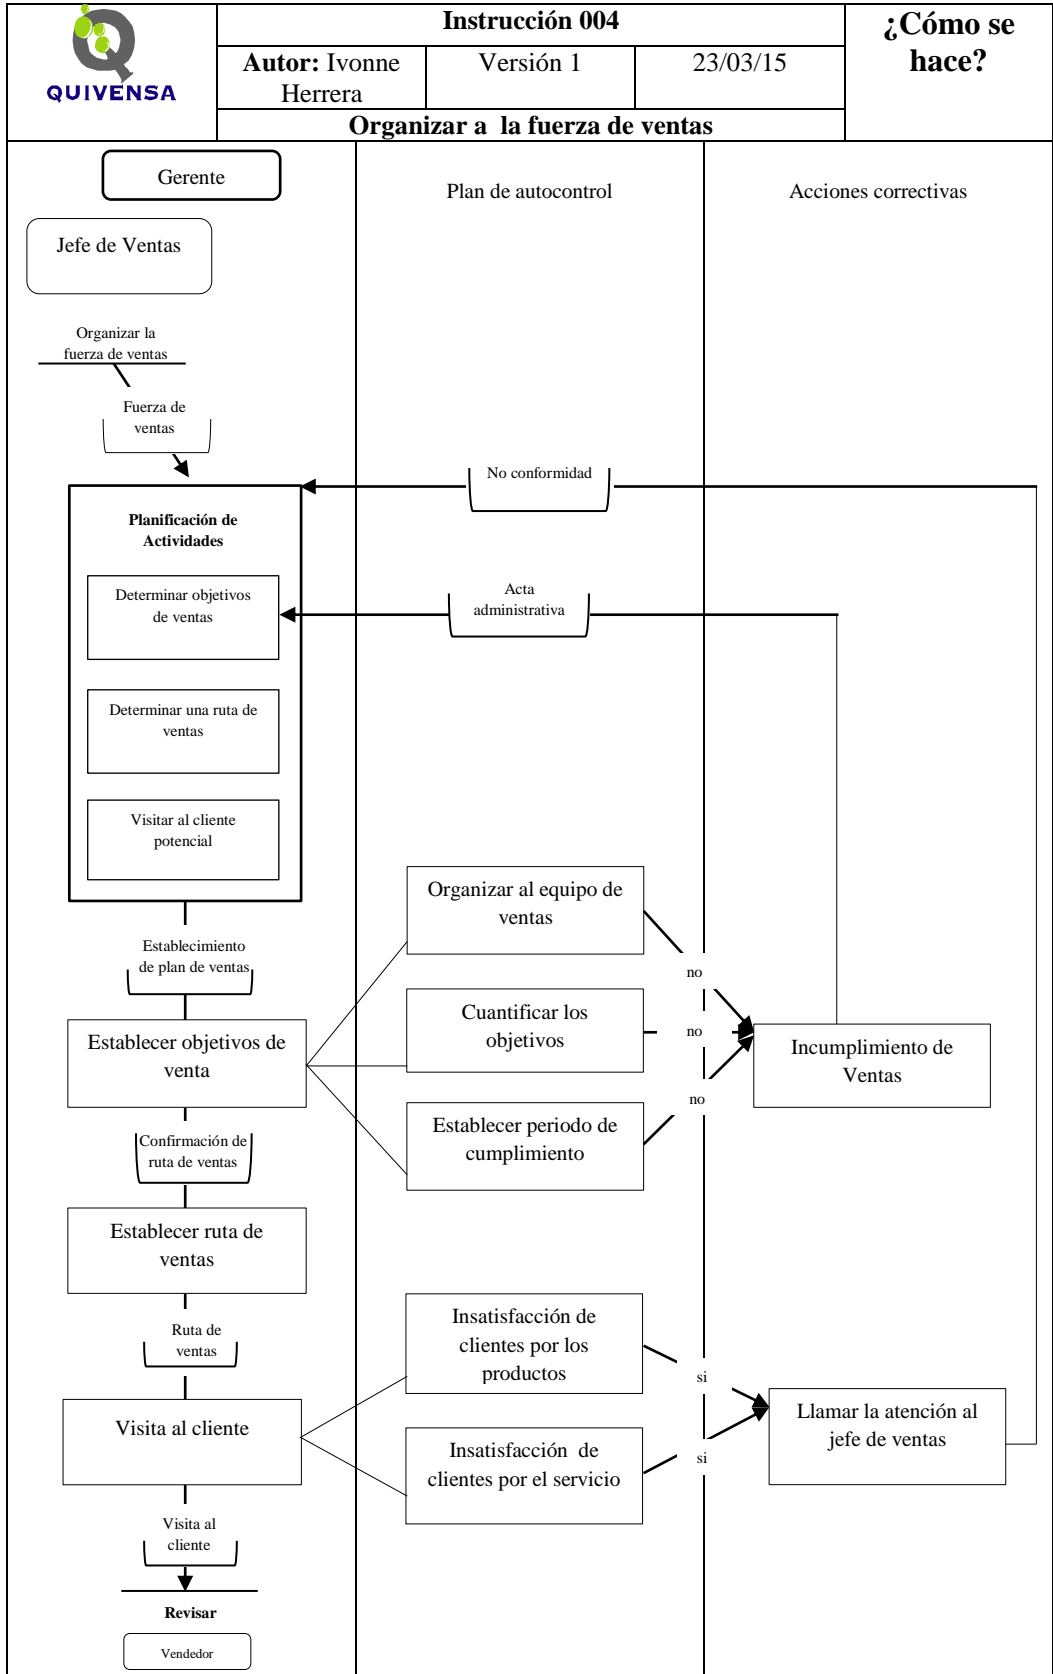 QUIVENSA
Instrucción 004
Autor: Ivonne
Herrera
Versión 1
23/03/15
Organizar a  la fuerza de ventas
¿Cómo se
hace?
Gerente
Jefe de Ventas
Organizar la
fuerza de ventas
Fuerza de
ventas
Planificación de
Actividades
Determinar objetivos
de ventas
Determinar una ruta de
ventas
Visitar al cliente
potencial
Establecimiento
de plan de ventas
Establecer objetivos de
venta
Confirmación de
ruta de ventas
Establecer ruta de
ventas
Ruta de
ventas
Visita al cliente
Visita al
cliente
Revisar
Vendedor
Plan de autocontrol
No conformidad
Acta
administrativa
Organizar al equipo de
ventas
Cuantificar los
objetivos
Establecer periodo de
cumplimiento
Insatisfacción de
clientes por los
productos
Insatisfacción  de
clientes por el servicio
Acciones correctivas
no
no
no
Incumplimiento de
Ventas
si
si
Llamar la atención al
jefe de ventas